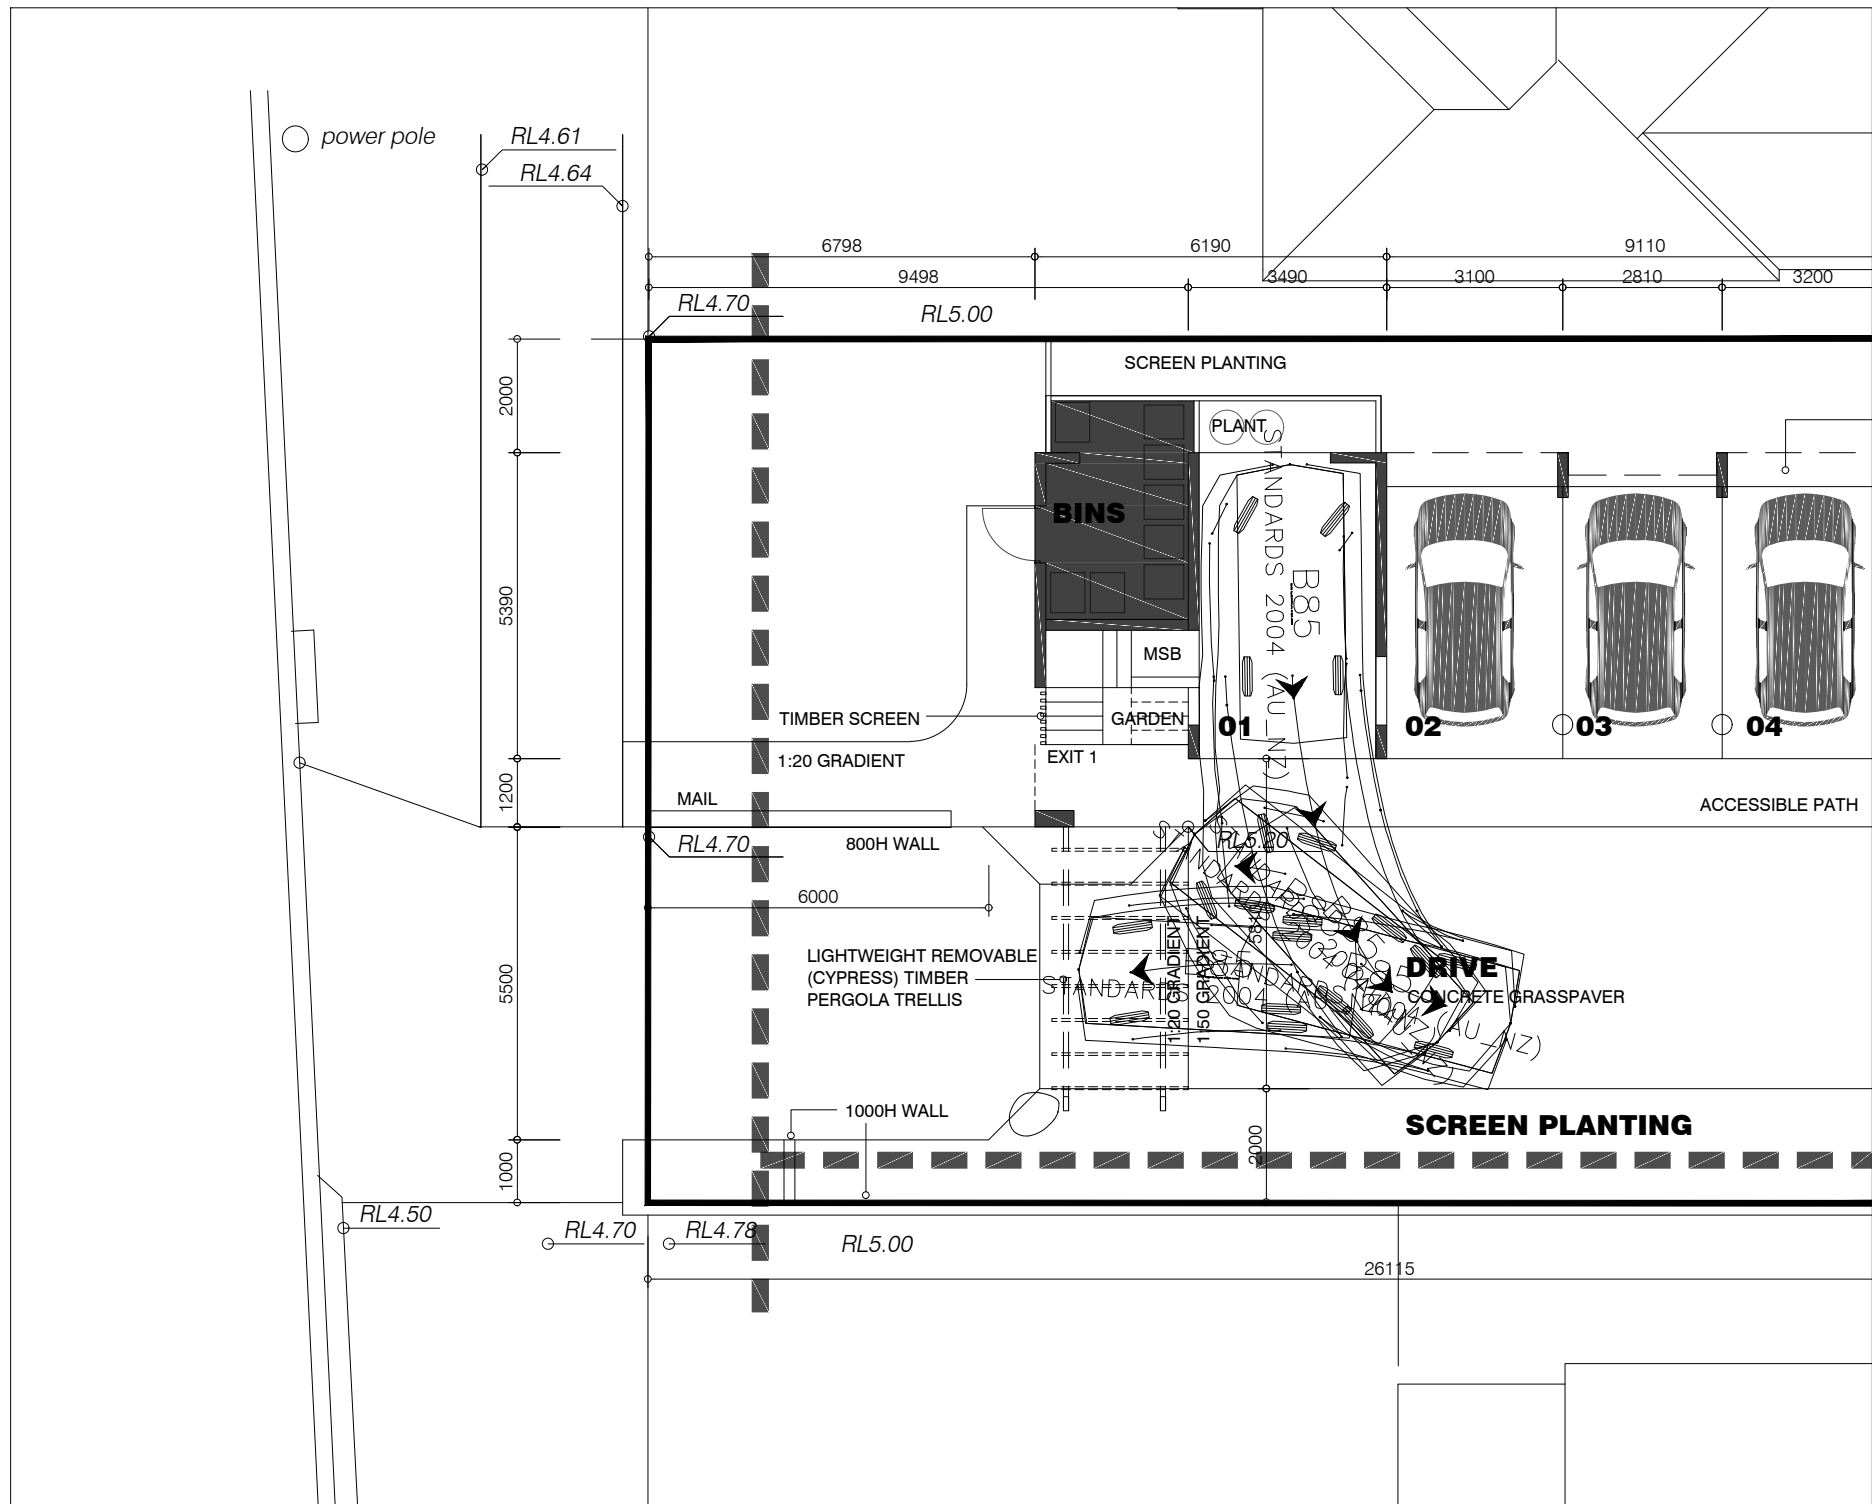 power pole
RL4.61
RL4.64
6798
6190
9110
9498
3490
3100
2810
3200
RL4.70
RL5.00
SCREEN PLANTING
2000
PLANT
STANDARDS 2004 (AU_NZ)
BINS
B85
5390
MSB
TIMBER SCREEN
GARDEN
01
02
03
04
1:20 GRADIENT
EXIT 1
1200
MAIL
ACCESSIBLE PATH
RL4.70
800H WALL
RL5.20
6000
LIGHTWEIGHT REMOVABLE
(CYPRESS) TIMBER
PERGOLA TRELLIS
1:20 GRADIENT
1:50 GRADIENT
DRIVE
CONCRETE GRASSPAVER
5500
1000H WALL
SCREEN PLANTING
2000
1000
RL4.50
RL4.70
RL4.78
RL5.00
26115